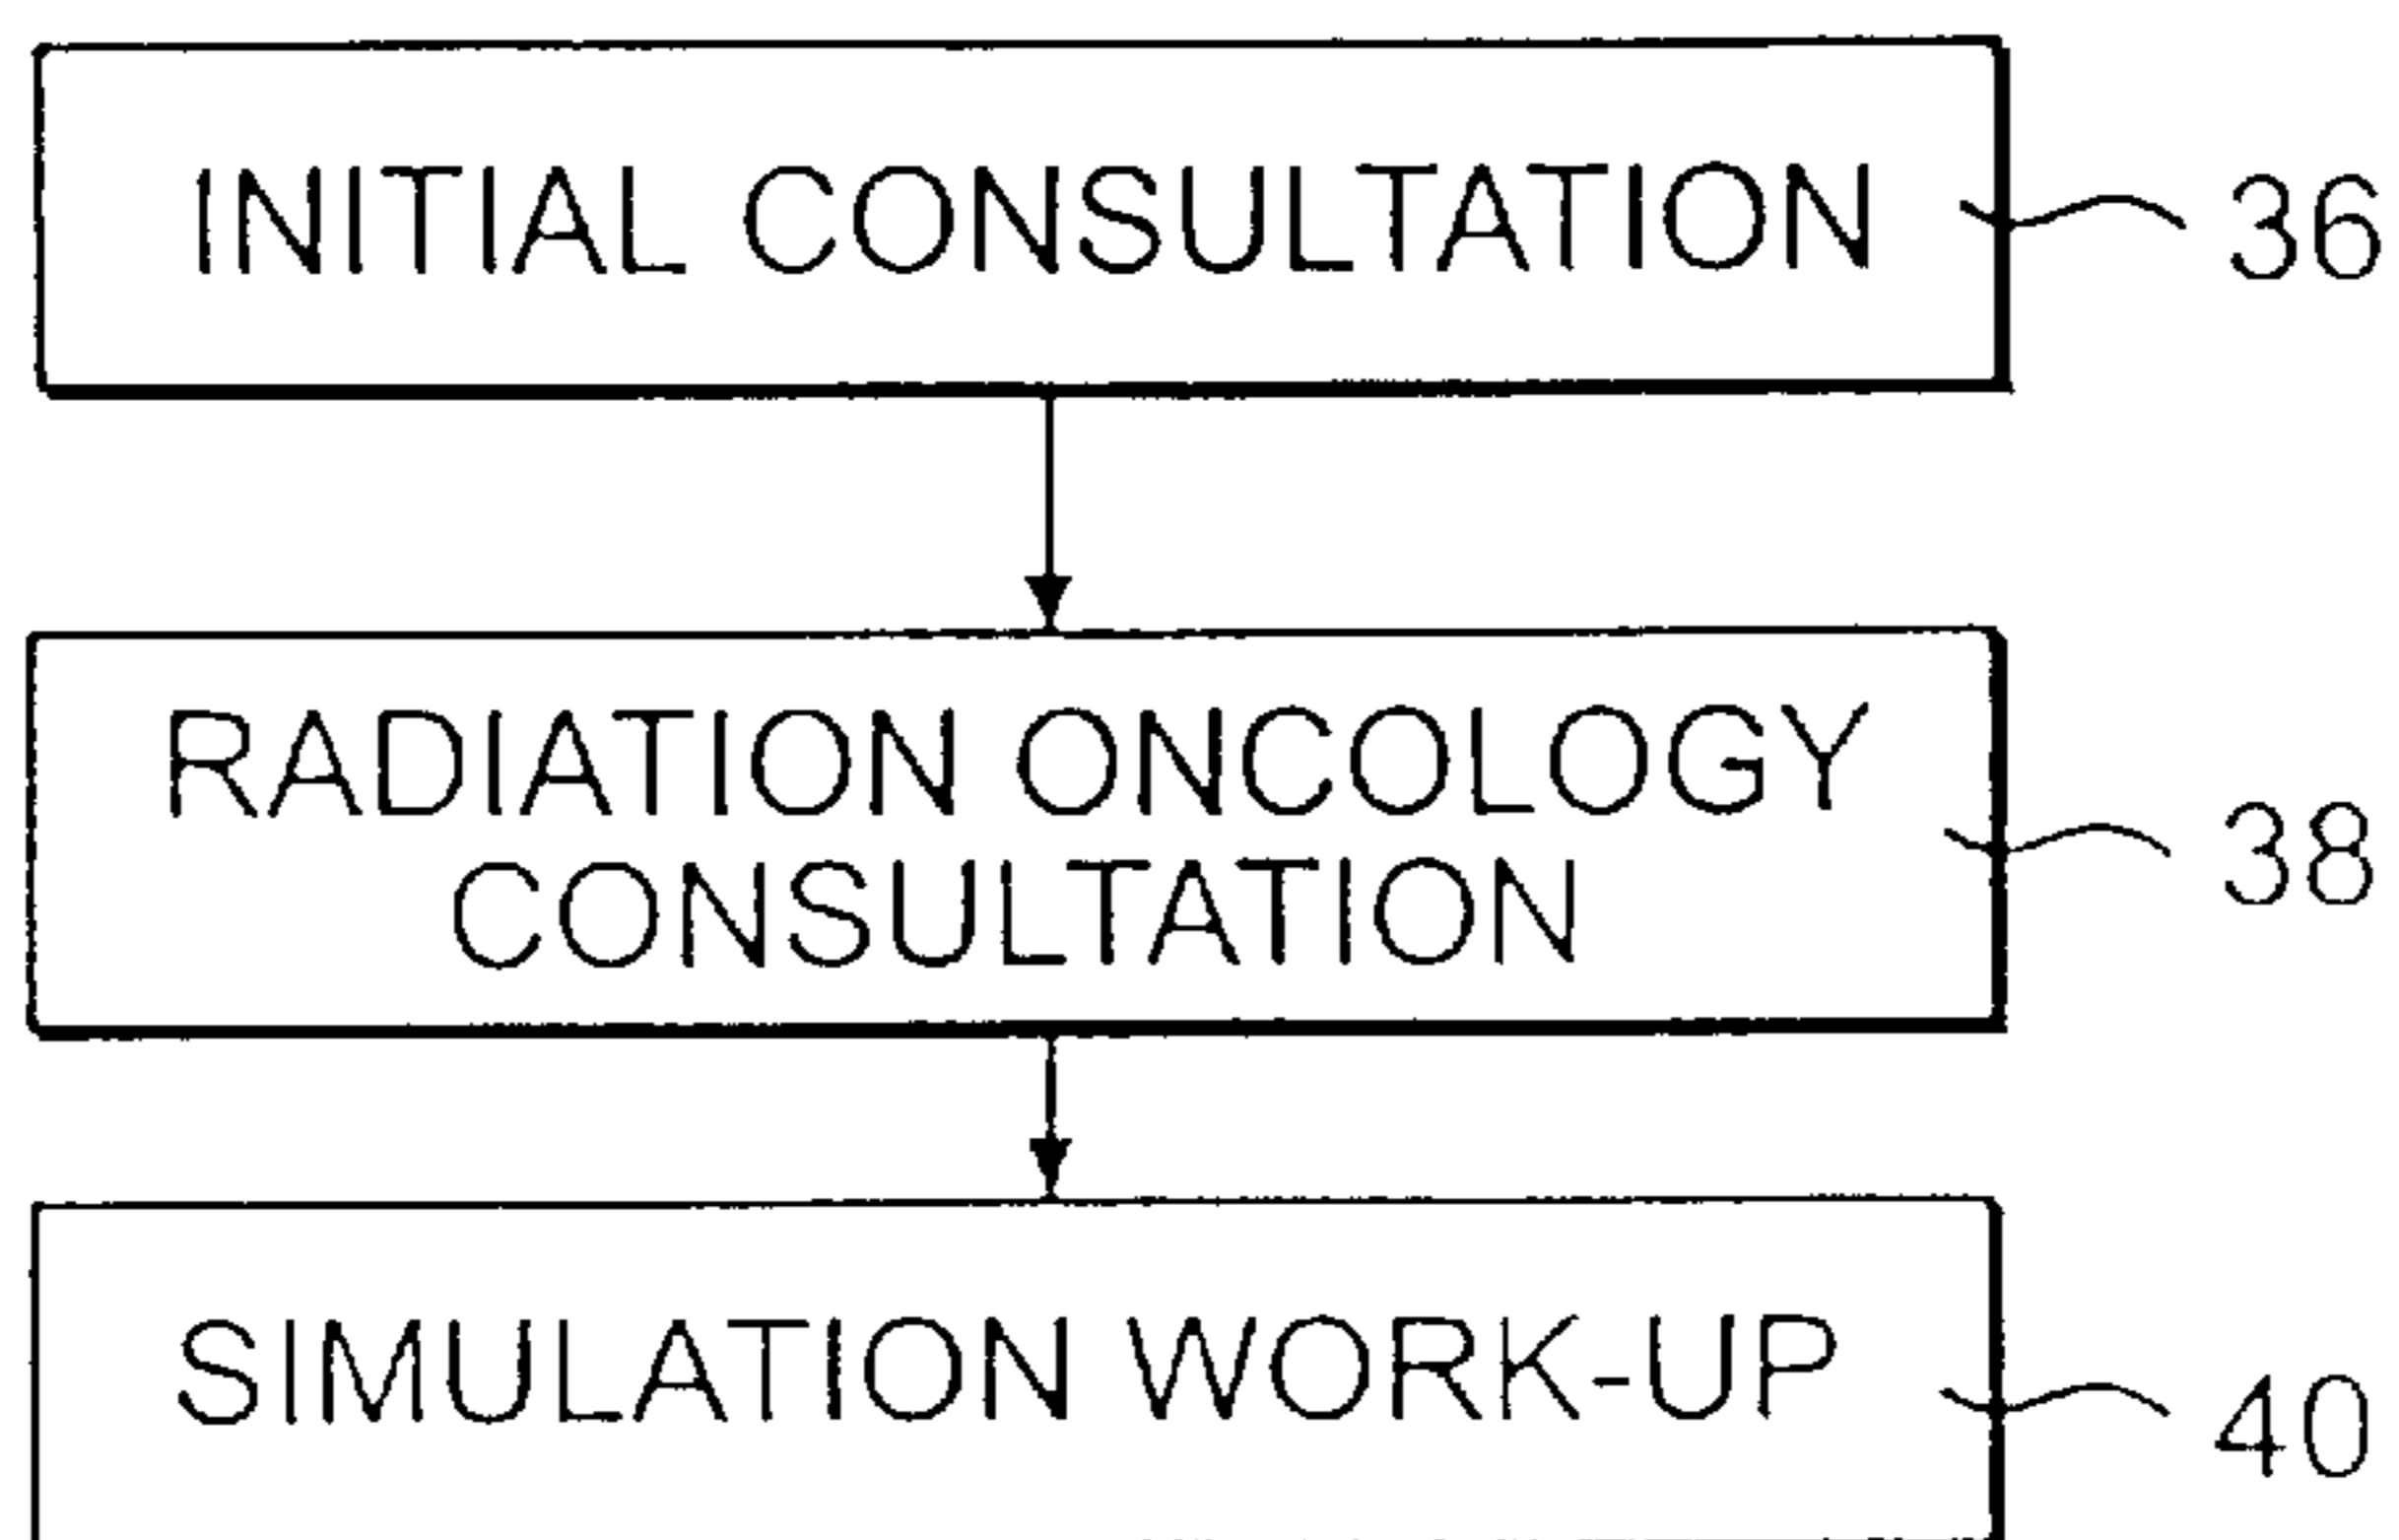 INITIAL CONSULTATION
36
RADIATION ONCOLOGY
CONSULTATION
38
SIMULATION WORK-UP
40